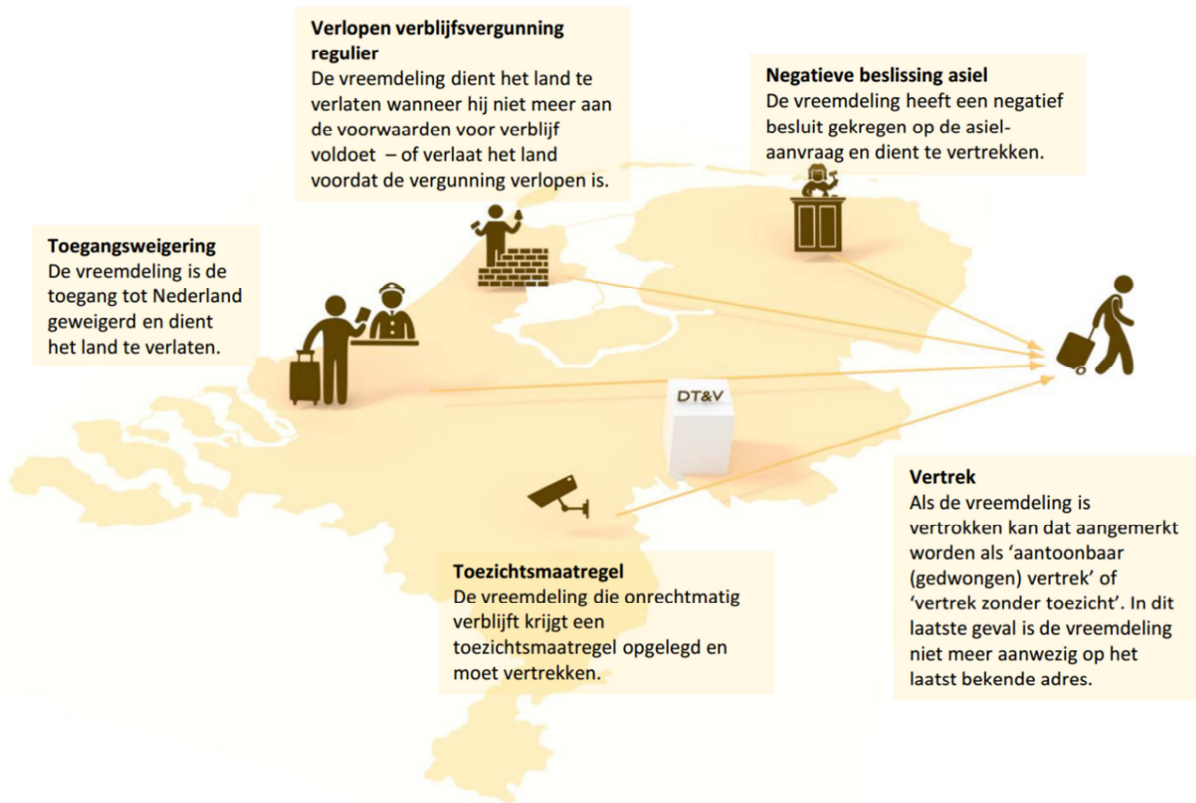 Verlopen verblijfsvergunning
regulier
De vreemdeling dient het land te
verlaten wanneer hij niet meer aan
de voorwaarden voor verblijf
voldoet – of verlaat het land
voordat de vergunning verlopen is.
Negatieve beslissing asiel
De vreemdeling heeft een negatief
besluit gekregen op de asiel-
aanvraag en dient te vertrekken.
Toegangsweigering
De vreemdeling is de
toegang tot Nederland
geweigerd en dient
het land te verlaten.
DT&V
Toezichtsmaatregel
De vreemdeling die onrechtmatig
verblijft krijgt een
toezichtsmaatregel opgelegd en
moet vertrekken.
Vertrek
Als de vreemdeling is
vertrokken kan dat aangemerkt
worden als ‘aantoonbaar
(gedwongen) vertrek’ of
‘vertrek zonder toezicht’. In dit
laatste geval is de vreemdeling
niet meer aanwezig op het
laatst bekende adres.